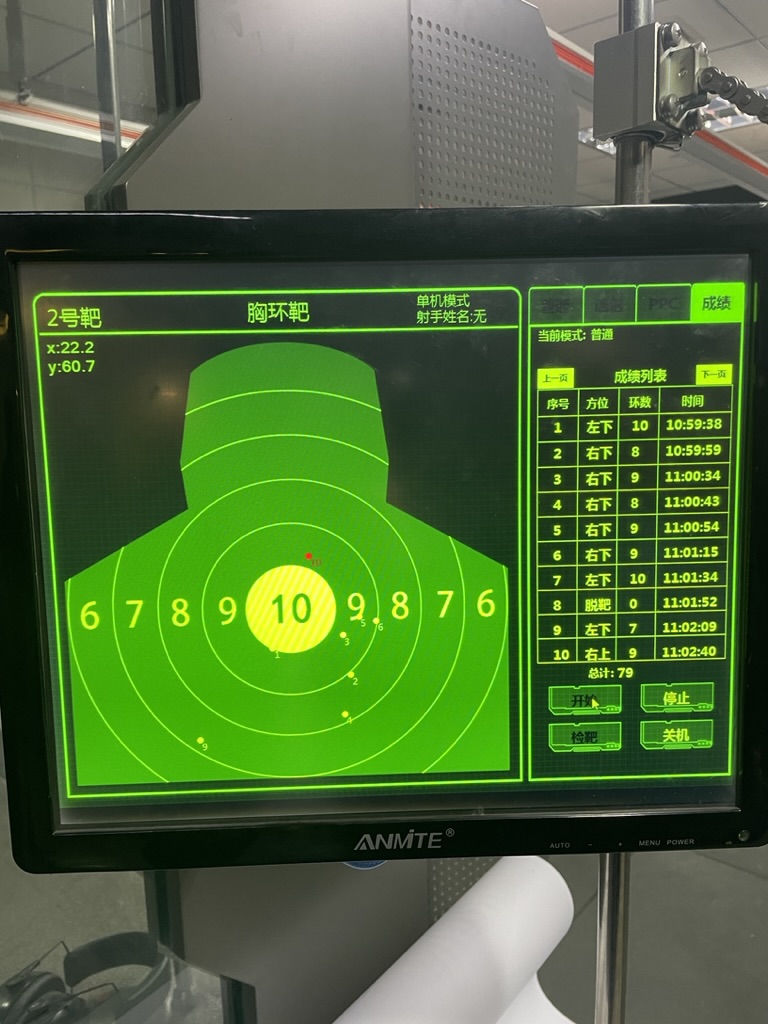 2号靶
胸环靶
单机模式
射手姓名:无
x:22.2
y:60.7
6 7 8 9 10 9 8 7 6
10
5
6
3
1
2
4
9
PPC 成绩
当前模式: 普通
上一页 成绩列表 下一页
序号 方位 环数 时间
1 左下 10 10:59:38
2 右下 8 10:59:59
3 右下 9 11:00:34
4 右下 8 11:00:43
5 右下 9 11:00:54
6 右下 9 11:01:15
7 左下 10 11:01:34
8 脱靶 0 11:01:52
9 左下 7 11:02:09
10 右上 9 11:02:40
总计: 79
开始 停止
检靶 关机
ANMITE®
AUTO - + MENU POWER